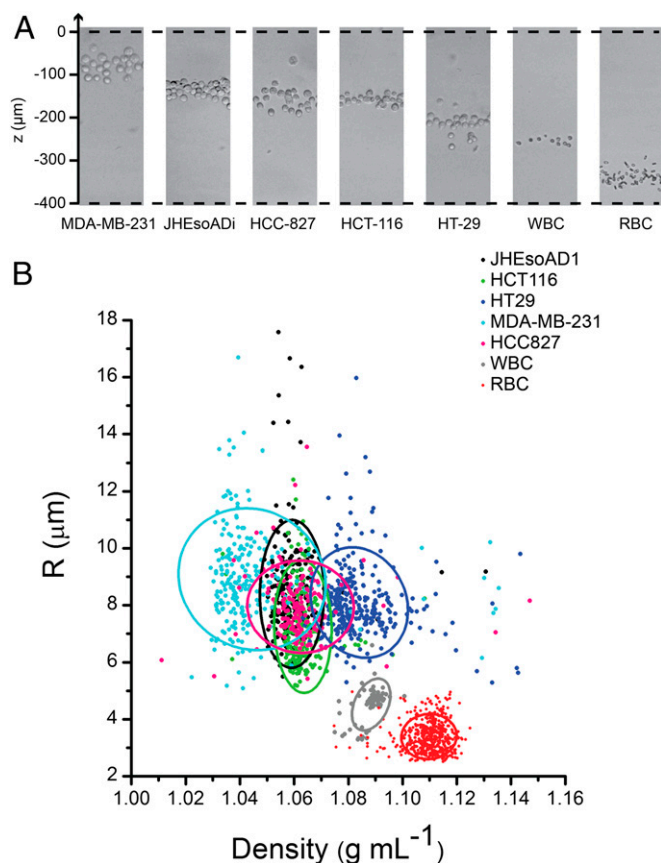 A
z (µm)
0
-100
-200
-300
-400
MDA-MB-231 JHEsoADi HCC-827 HCT-116 HT-29 WBC RBC
B
JHEsoAD1
HCT116
HT29
MDA-MB-231
HCC827
WBC
RBC
R (µm)
18
16
14
12
10
8
6
4
2
1.00 1.02 1.04 1.06 1.08 1.10 1.12 1.14 1.16
Density (g mL⁻¹)